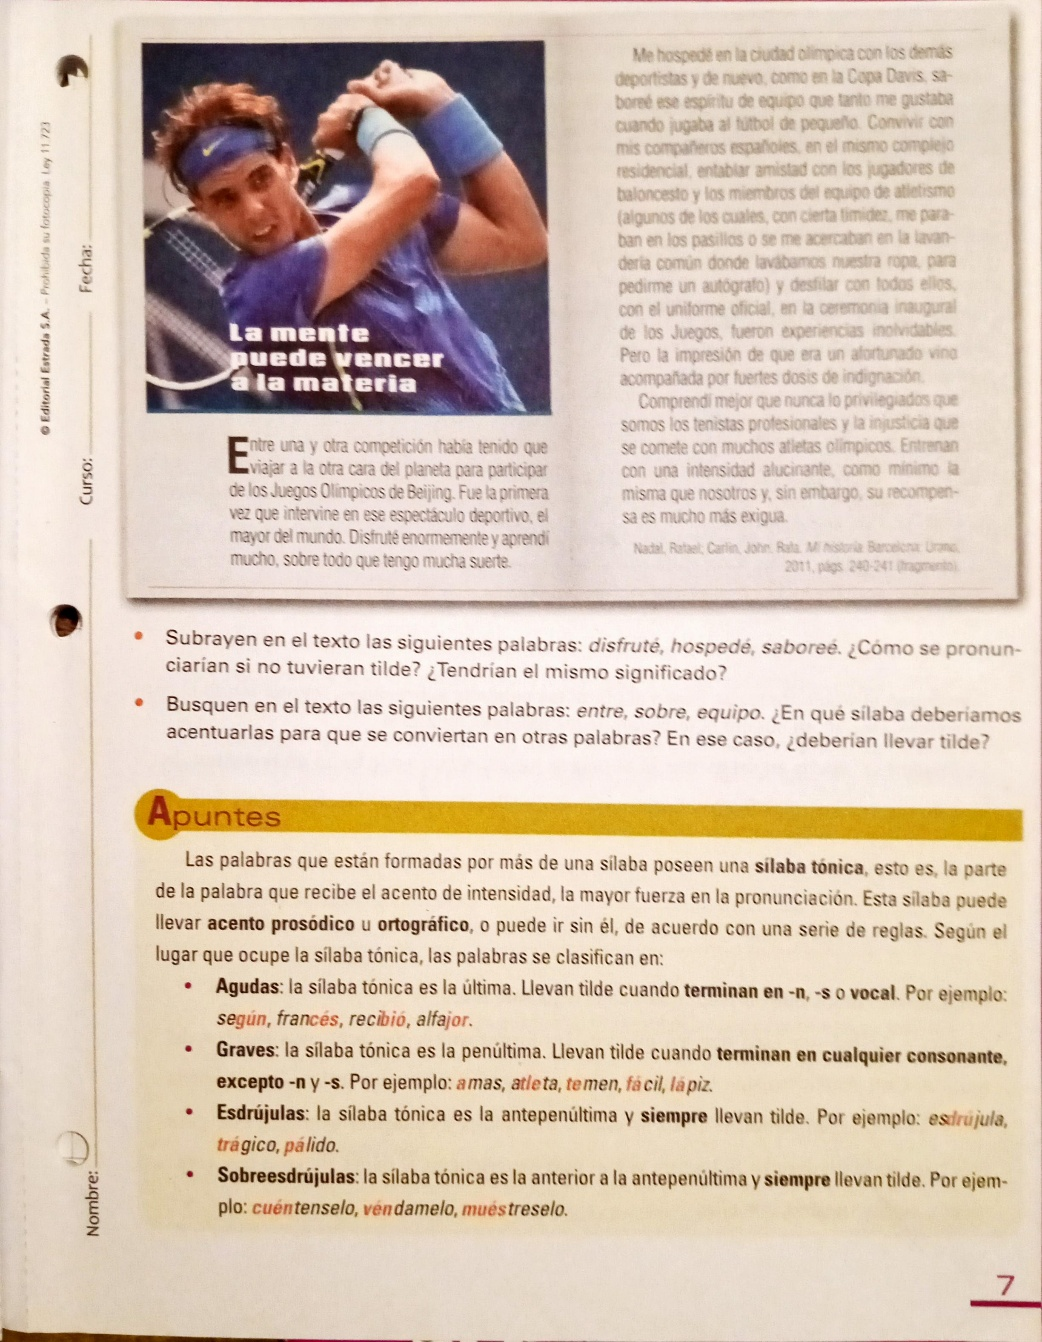 © Editorial Estrada S.A. – Prohibida su fotocopia. Ley 11.723
Nombre:
Curso:
Fecha:
La mente
puede vencer
a la materia
Entre una y otra competición había tenido que
viajar a la otra cara del planeta para participar
de los Juegos Olímpicos de Beijing. Fue la primera
vez que intervine en ese espectáculo deportivo, el
mayor del mundo. Disfruté enormemente y aprendí
mucho, sobre todo que tengo mucha suerte.
Me hospedé en la ciudad olímpica con los demás
deportistas y de nuevo, como en la Copa Davis, sa-
boreé ese espíritu de equipo que tanto me gustaba
cuando jugaba al fútbol de pequeño. Convivir con
mis compañeros españoles, en el mismo complejo
residencial, entablar amistad con los jugadores de
baloncesto y los miembros del equipo de atletismo
(algunos de los cuales, con cierta timidez, me para-
ban en los pasillos o se me acercaban en la lavan-
dería común donde lavábamos nuestra ropa, para
pedirme un autógrafo) y desfilar con todos ellos,
con el uniforme oficial, en la ceremonia inaugural
de los Juegos, fueron experiencias inolvidables.
Pero la impresión de que era un afortunado vino
acompañada por fuertes dosis de indignación.
Comprendí mejor que nunca lo privilegiados que
somos los tenistas profesionales y la injusticia que
se comete con muchos atletas olímpicos. Entrenan
con una intensidad alucinante, como mínimo la
misma que nosotros y, sin embargo, su recompen-
sa es mucho más exigua.
Nadal, Rafael; Carlin, John. Rafa. Mi historia. Barcelona: Urano,
2011, págs. 240-241 (fragmento).
• Subrayen en el texto las siguientes palabras: disfruté, hospedé, saboreé. ¿Cómo se pronun-
ciarían si no tuvieran tilde? ¿Tendrían el mismo significado?
• Busquen en el texto las siguientes palabras: entre, sobre, equipo. ¿En qué sílaba deberíamos
acentuarlas para que se conviertan en otras palabras? En ese caso, ¿deberían llevar tilde?
Apuntes
Las palabras que están formadas por más de una sílaba poseen una sílaba tónica, esto es, la parte
de la palabra que recibe el acento de intensidad, la mayor fuerza en la pronunciación. Esta sílaba puede
llevar acento prosódico u ortográfico, o puede ir sin él, de acuerdo con una serie de reglas. Según el
lugar que ocupe la sílaba tónica, las palabras se clasifican en:
• Agudas: la sílaba tónica es la última. Llevan tilde cuando terminan en -n, -s o vocal. Por ejemplo:
según, francés, recibió, alfajor.
• Graves: la sílaba tónica es la penúltima. Llevan tilde cuando terminan en cualquier consonante,
excepto -n y -s. Por ejemplo: amas, atleta, temen, fácil, lápiz.
• Esdrújulas: la sílaba tónica es la antepenúltima y siempre llevan tilde. Por ejemplo: esdrújula,
trágico, pálido.
• Sobreesdrújulas: la sílaba tónica es la anterior a la antepenúltima y siempre llevan tilde. Por ejem-
plo: cuéntenselo, véndamelo, muéstreselo.
7